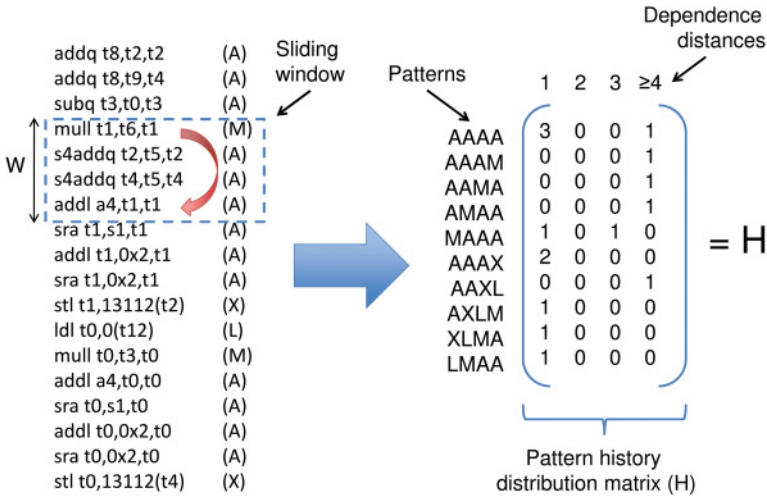 addq t8,t2,t2 (A)
addq t8,t9,t4 (A)
subq t3,t0,t3 (A)
mull t1,t6,t1 (M)
s4addq t2,t5,t2 (A)
s4addq t4,t5,t4 (A)
addl a4,t1,t1 (A)
sra t1,s1,t1 (A)
addl t1,0x2,t1 (A)
sra t1,0x2,t1 (A)
stl t1,13112(t2) (X)
ldl t0,0(t12) (L)
mull t0,t3,t0 (M)
addl a4,t0,t0 (A)
sra t0,s1,t0 (A)
addl t0,0x2,t0 (A)
sra t0,0x2,t0 (A)
stl t0,13112(t4) (X)
W
Sliding
window
Patterns
Dependence
distances
1 2 3 ≥4
AAAA 3 0 0 1
AAAM 0 0 0 1
AAMA 0 0 0 1
AMAA 0 0 0 1
MAAA 1 0 1 0
AAAX 2 0 0 0
AAXL 0 0 0 1
AXLM 1 0 0 0
XLMA 1 0 0 0
LMAA 1 0 0 0
= H
Pattern history
distribution matrix (H)